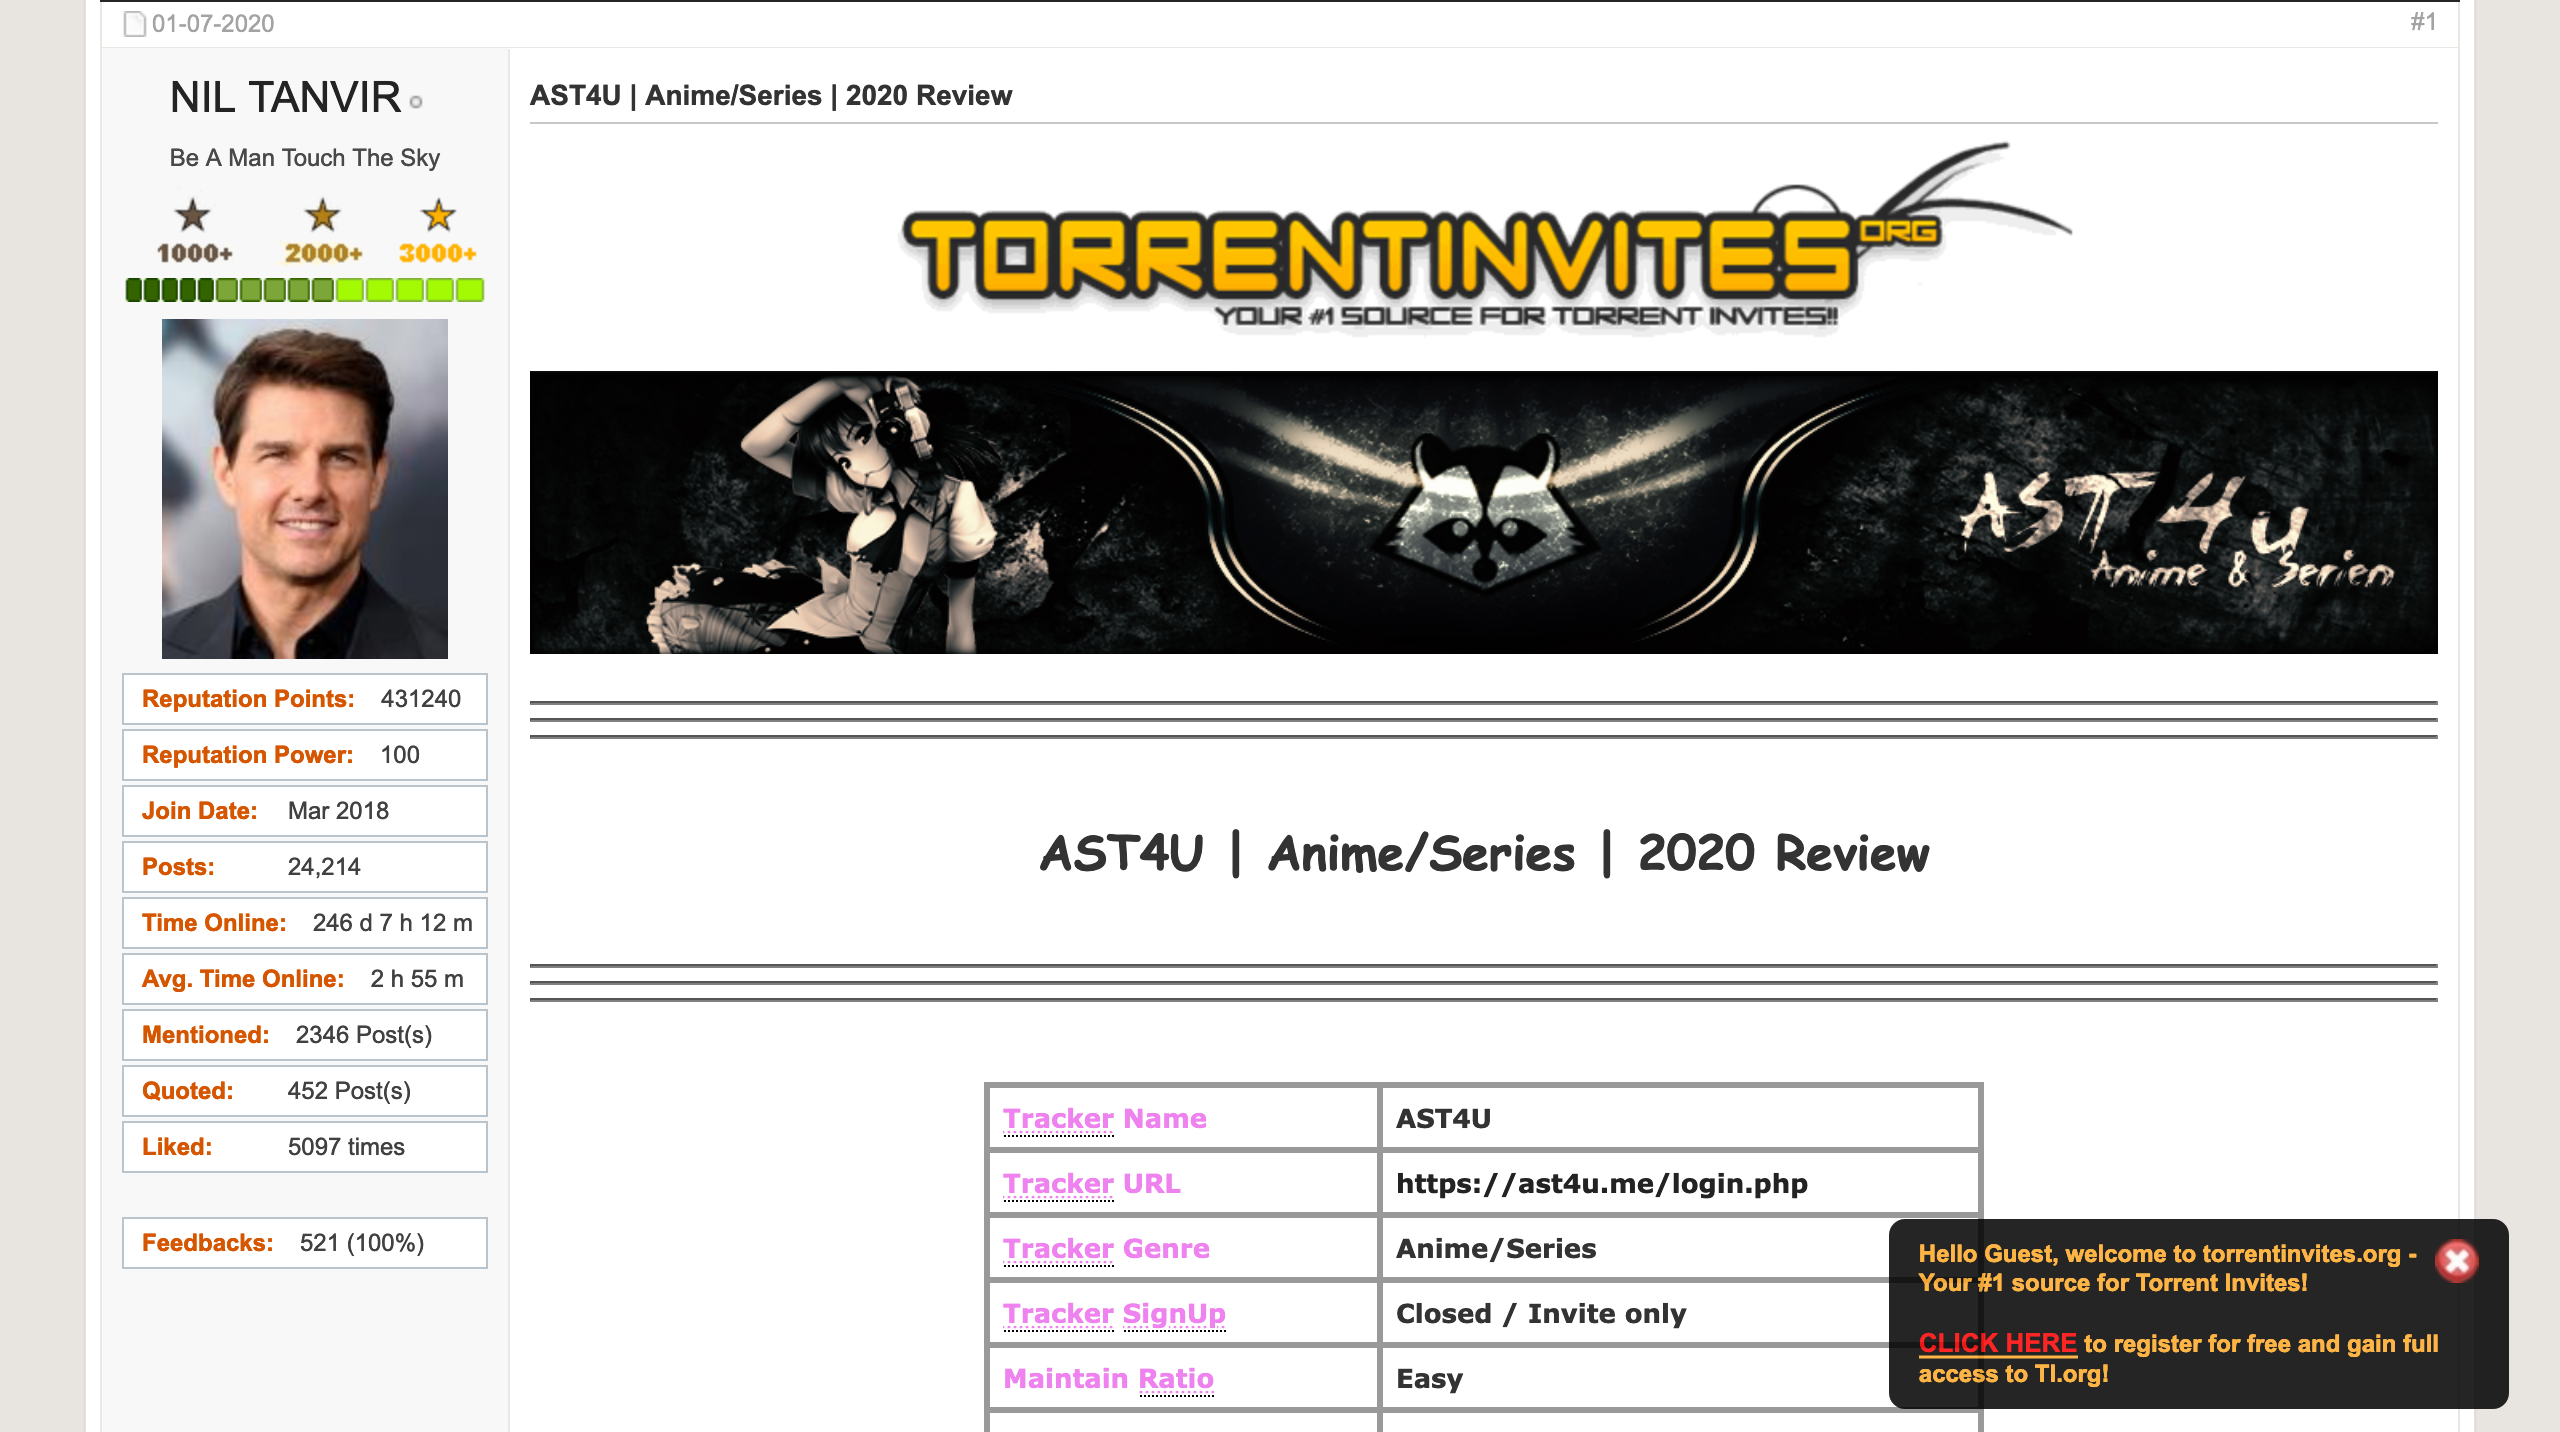 01-07-2020
#1
NIL TANVIR
Be A Man Touch The Sky
1000+ 2000+ 3000+
Reputation Points: 431240
Reputation Power: 100
Join Date: Mar 2018
Posts: 24,214
Time Online: 246 d 7 h 12 m
Avg. Time Online: 2 h 55 m
Mentioned: 2346 Post(s)
Quoted: 452 Post(s)
Liked: 5097 times
Feedbacks: 521 (100%)
AST4U | Anime/Series | 2020 Review
TORRENTINVITES ORG
YOUR #1 SOURCE FOR TORRENT INVITES!!
AST4u
Anime & Serien
AST4U | Anime/Series | 2020 Review
Tracker Name AST4U
Tracker URL https://ast4u.me/login.php
Tracker Genre Anime/Series
Tracker SignUp Closed / Invite only
Maintain Ratio Easy
Hello Guest, welcome to torrentinvites.org -
Your #1 source for Torrent Invites!
CLICK HERE to register for free and gain full
access to TI.org!